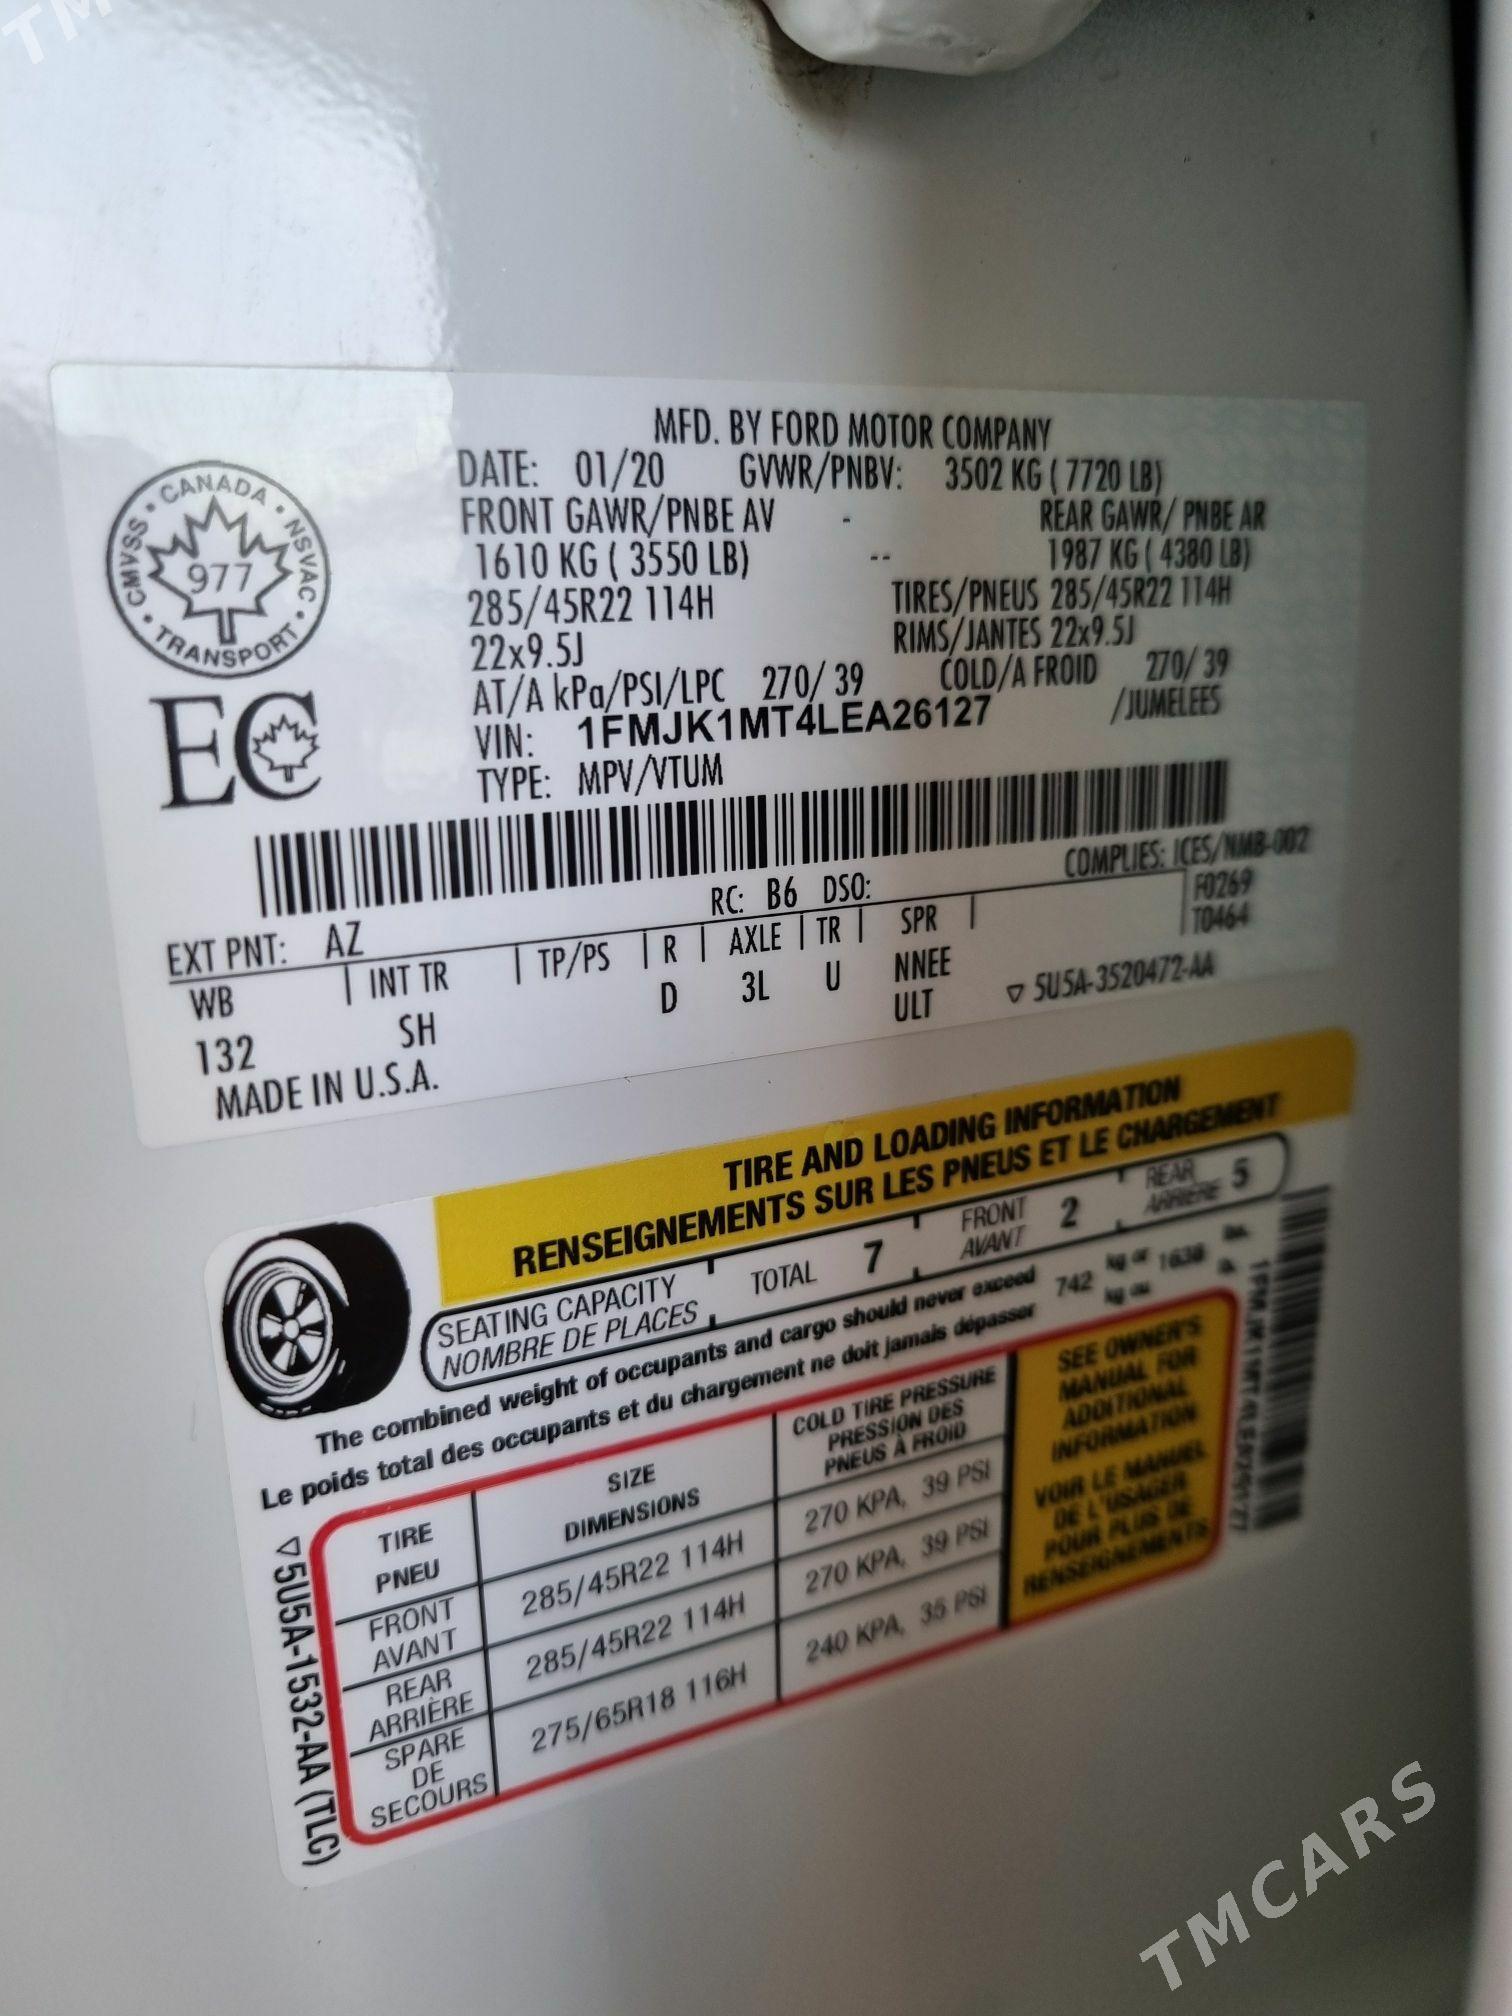 TM
CANADA
CMVSS · NSVAC
977
TRANSPORT
EC
MFD. BY FORD MOTOR COMPANY
DATE: 01/20 GVWR/PNBV: 3502 KG ( 7720 LB)
FRONT GAWR/PNBE AV - REAR GAWR/ PNBE AR
1610 KG ( 3550 LB) -- 1987 KG ( 4380 LB)
285/45R22 114H TIRES/PNEUS 285/45R22 114H
22x9.5J RIMS/JANTES 22x9.5J
AT/A kPa/PSI/LPC 270/ 39 COLD/A FROID 270/ 39
VIN: 1FMJK1MT4LEA26127 /JUMELEES
TYPE: MPV/VTUM
COMPLIES: ICES/NMB-002
EXT PNT: AZ RC: B6 DSO: F0269
WB INT TR TP/PS R AXLE TR SPR T0464
132 SH D 3L U NNEE
ULT ▽ 5U5A-3520472-AA
MADE IN U.S.A.
TIRE AND LOADING INFORMATION
RENSEIGNEMENTS SUR LES PNEUS ET LE CHARGEMENT
SEATING CAPACITY TOTAL 7 FRONT 2 REAR 5
NOMBRE DE PLACES AVANT ARRIÈRE
The combined weight of occupants and cargo should never exceed 742 kg or 1636
Le poids total des occupants et du chargement ne doit jamais dépasser kg ou
TIRE SIZE COLD TIRE PRESSURE
PNEU DIMENSIONS PRESSION DES
PNEUS À FROID
FRONT 285/45R22 114H 270 KPA, 39 PSI
AVANT
REAR 285/45R22 114H 270 KPA, 39 PSI
ARRIÈRE
SPARE 275/65R18 116H 240 KPA, 35 PSI
DE
SECOURS
SEE OWNER'S
MANUAL FOR
ADDITIONAL
INFORMATION
VOIR LE MANUEL
DE L'USAGER
POUR PLUS DE
RENSEIGNEMENTS
▽5U5A-1532-AA (TLC)
TMCARS